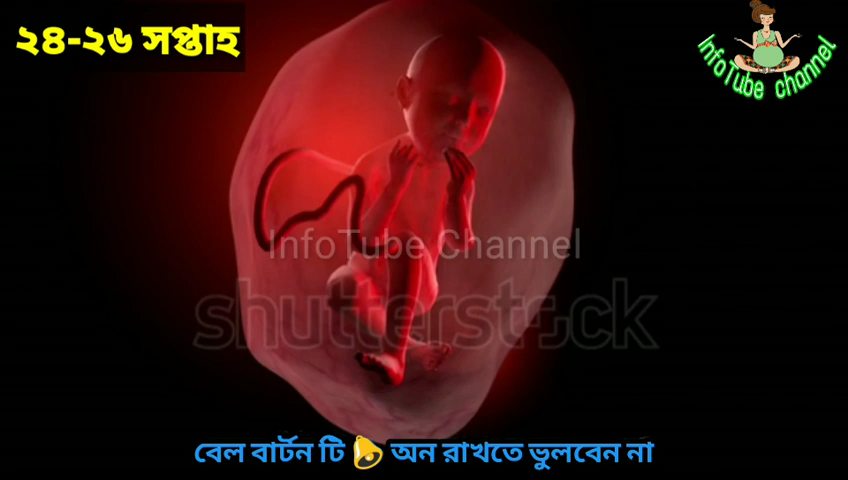 ২৪-২৬ সপ্তাহ
InfoTube channel
InfoTube Channel
shutterstock
বেল বার্টন টি 🔔 অন রাখতে ভুলবেন না